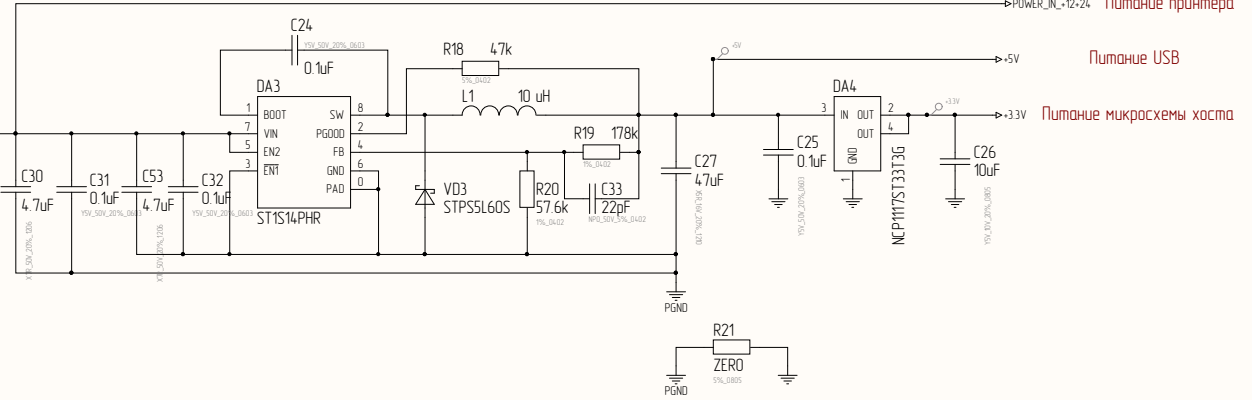 POWER_IN_+12+24 Питание принтера
C24
Y5V_50V_20%_0603
0.1uF
R18 47k
5%_0402
+5V
+5V Питание USB
DA3
L1 10 uH
DA4
1 BOOT SW 8
7 VIN PGOOD 2
5 EN2 FB 4
3 EN1 GND 6
PAD 0
ST1S14PHR
3 IN OUT 2
OUT 4
GND
1
NCP1117ST33T3G
+3.3V
+3.3V Питание микросхемы хоста
R19 178k
1%_0402
C25
0.1uF
Y5V_50V_20%_0603
C26
10uF
Y5V_10V_20%_0805
C30
4.7uF
X7R_50V_20%_1206
C31
0.1uF
Y5V_50V_20%_0603
C53
4.7uF
X7R_50V_20%_1206
C32
0.1uF
Y5V_50V_20%_0603
VD3
STPS5L60S
R20
57.6k
1%_0402
C33
22pF
NP0_50V_5%_0402
C27
47uF
PGND
R21
ZERO
5%_0805
PGND